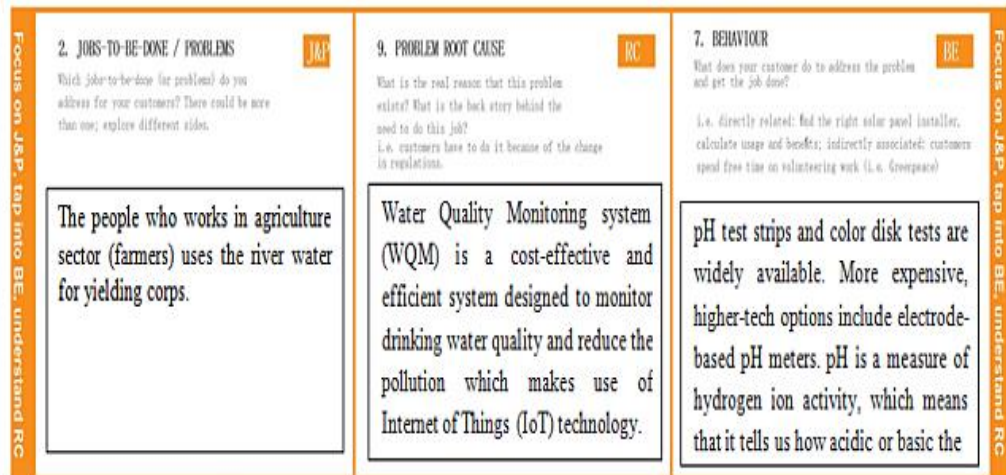 Focus on J&P, tap into BE, understand RC
2. JOBS-TO-BE-DONE / PROBLEMS
J&P
Which jobs-to-be-done (or problems) do you
address for your customers? There could be more
than one; explore different sides.
The people who works in agriculture
sector (farmers) uses the river water
for yielding corps.
9. PROBLEM ROOT CAUSE
RC
What is the real reason that this problem
exists? What is the back story behind the
need to do this job?
i.e. customers have to do it because of the change
in regulations.
Water Quality Monitoring system
(WQM) is a cost-effective and
efficient system designed to monitor
drinking water quality and reduce the
pollution which makes use of
Internet of Things (IoT) technology.
7. BEHAVIOUR
BE
What does your customer do to address the problem
and get the job done?
i.e. directly related: find the right solar panel installer,
calculate usage and benefits; indirectly associated: customers
spend free time on volunteering work (i.e. Greenpeace)
pH test strips and color disk tests are
widely available. More expensive,
higher-tech options include electrode-
based pH meters. pH is a measure of
hydrogen ion activity, which means
that it tells us how acidic or basic the
Focus on J&P, tap into BE, understand RC